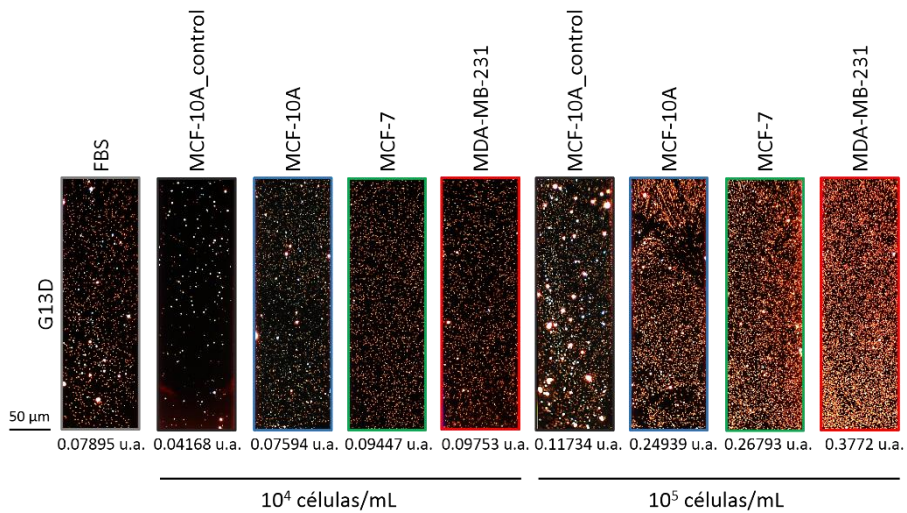 FBS
MCF-10A_control
MCF-10A
MCF-7
MDA-MB-231
MCF-10A_control
MCF-10A
MCF-7
MDA-MB-231
G13D
50 µm
0.07895 u.a. 0.04168 u.a. 0.07594 u.a. 0.09447 u.a. 0.09753 u.a. 0.11734 u.a. 0.24939 u.a. 0.26793 u.a. 0.3772 u.a.
10⁴ células/mL 10⁵ células/mL